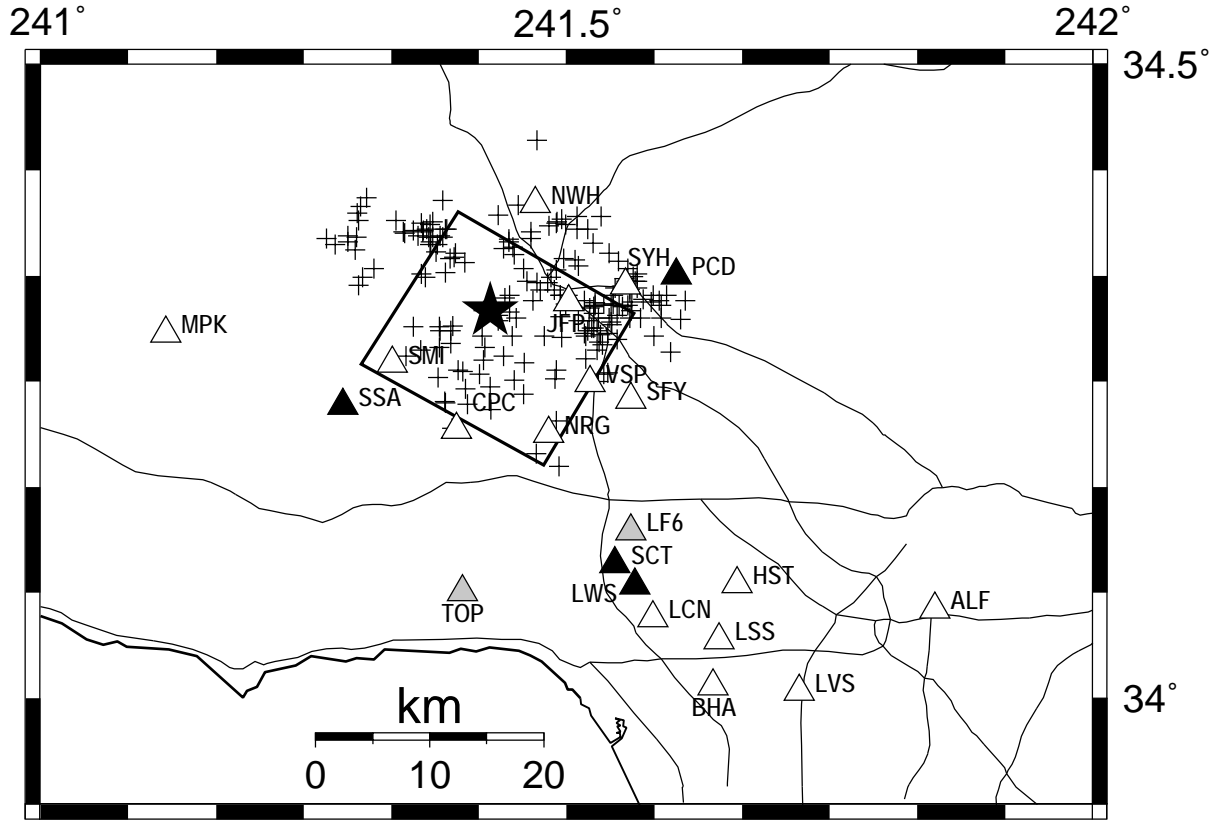 241° 241.5° 242°
34.5°
NWH
SYH PCD
MPK JFP
SMI
VSP
SSA CPC SFY
NRG
LF6
SCT
HST
LWS
TOP LCN ALF
LSS
LVS
BHA 34°
km
0 10 20